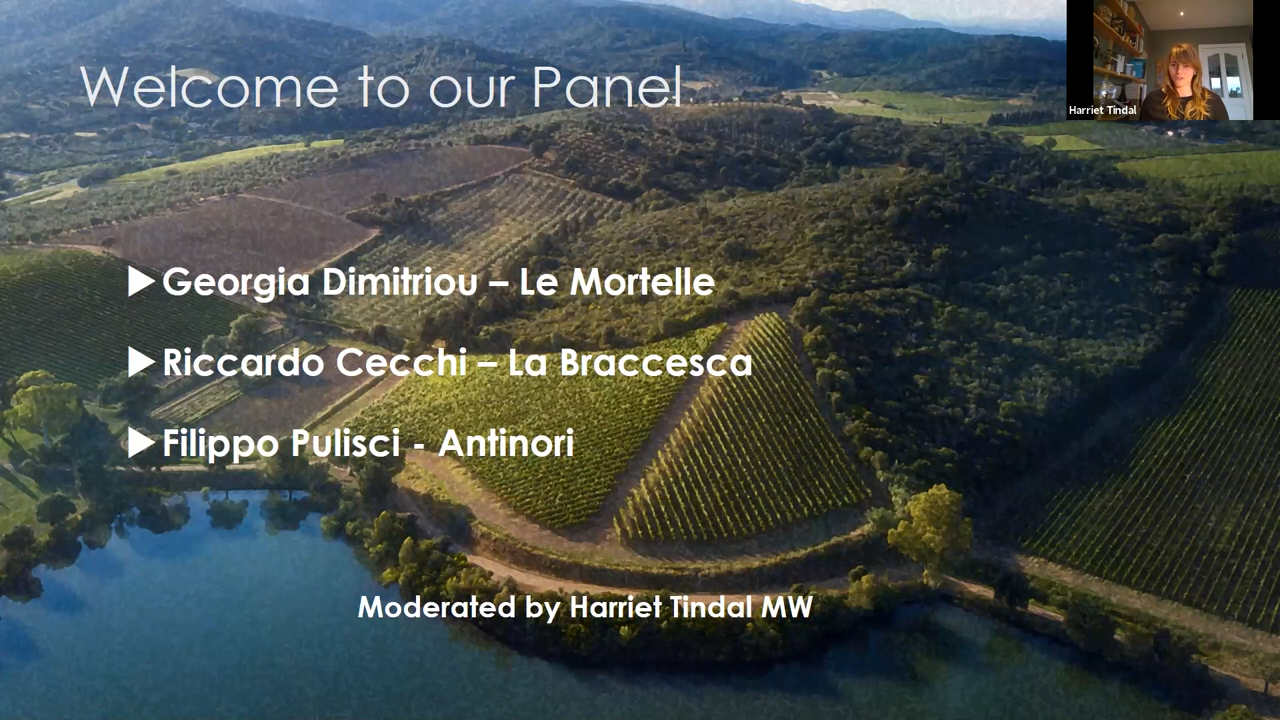 Welcome to our Panel
Harriet Tindal
▶Georgia Dimitriou – Le Mortelle
▶Riccardo Cecchi – La Braccesca
▶Filippo Pulisci - Antinori
Moderated by Harriet Tindal MW